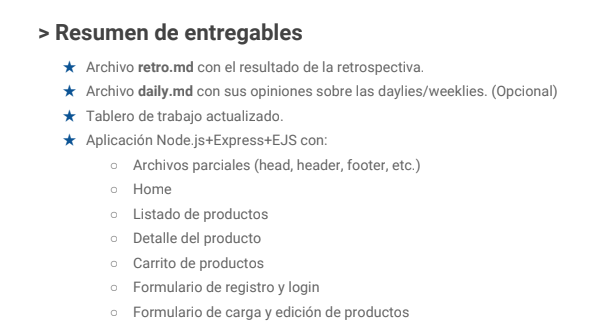 > Resumen de entregables
★ Archivo retro.md con el resultado de la retrospectiva.
★ Archivo daily.md con sus opiniones sobre las daylies/weeklies. (Opcional)
★ Tablero de trabajo actualizado.
★ Aplicación Node.js+Express+EJS con:
○ Archivos parciales (head, header, footer, etc.)
○ Home
○ Listado de productos
○ Detalle del producto
○ Carrito de productos
○ Formulario de registro y login
○ Formulario de carga y edición de productos